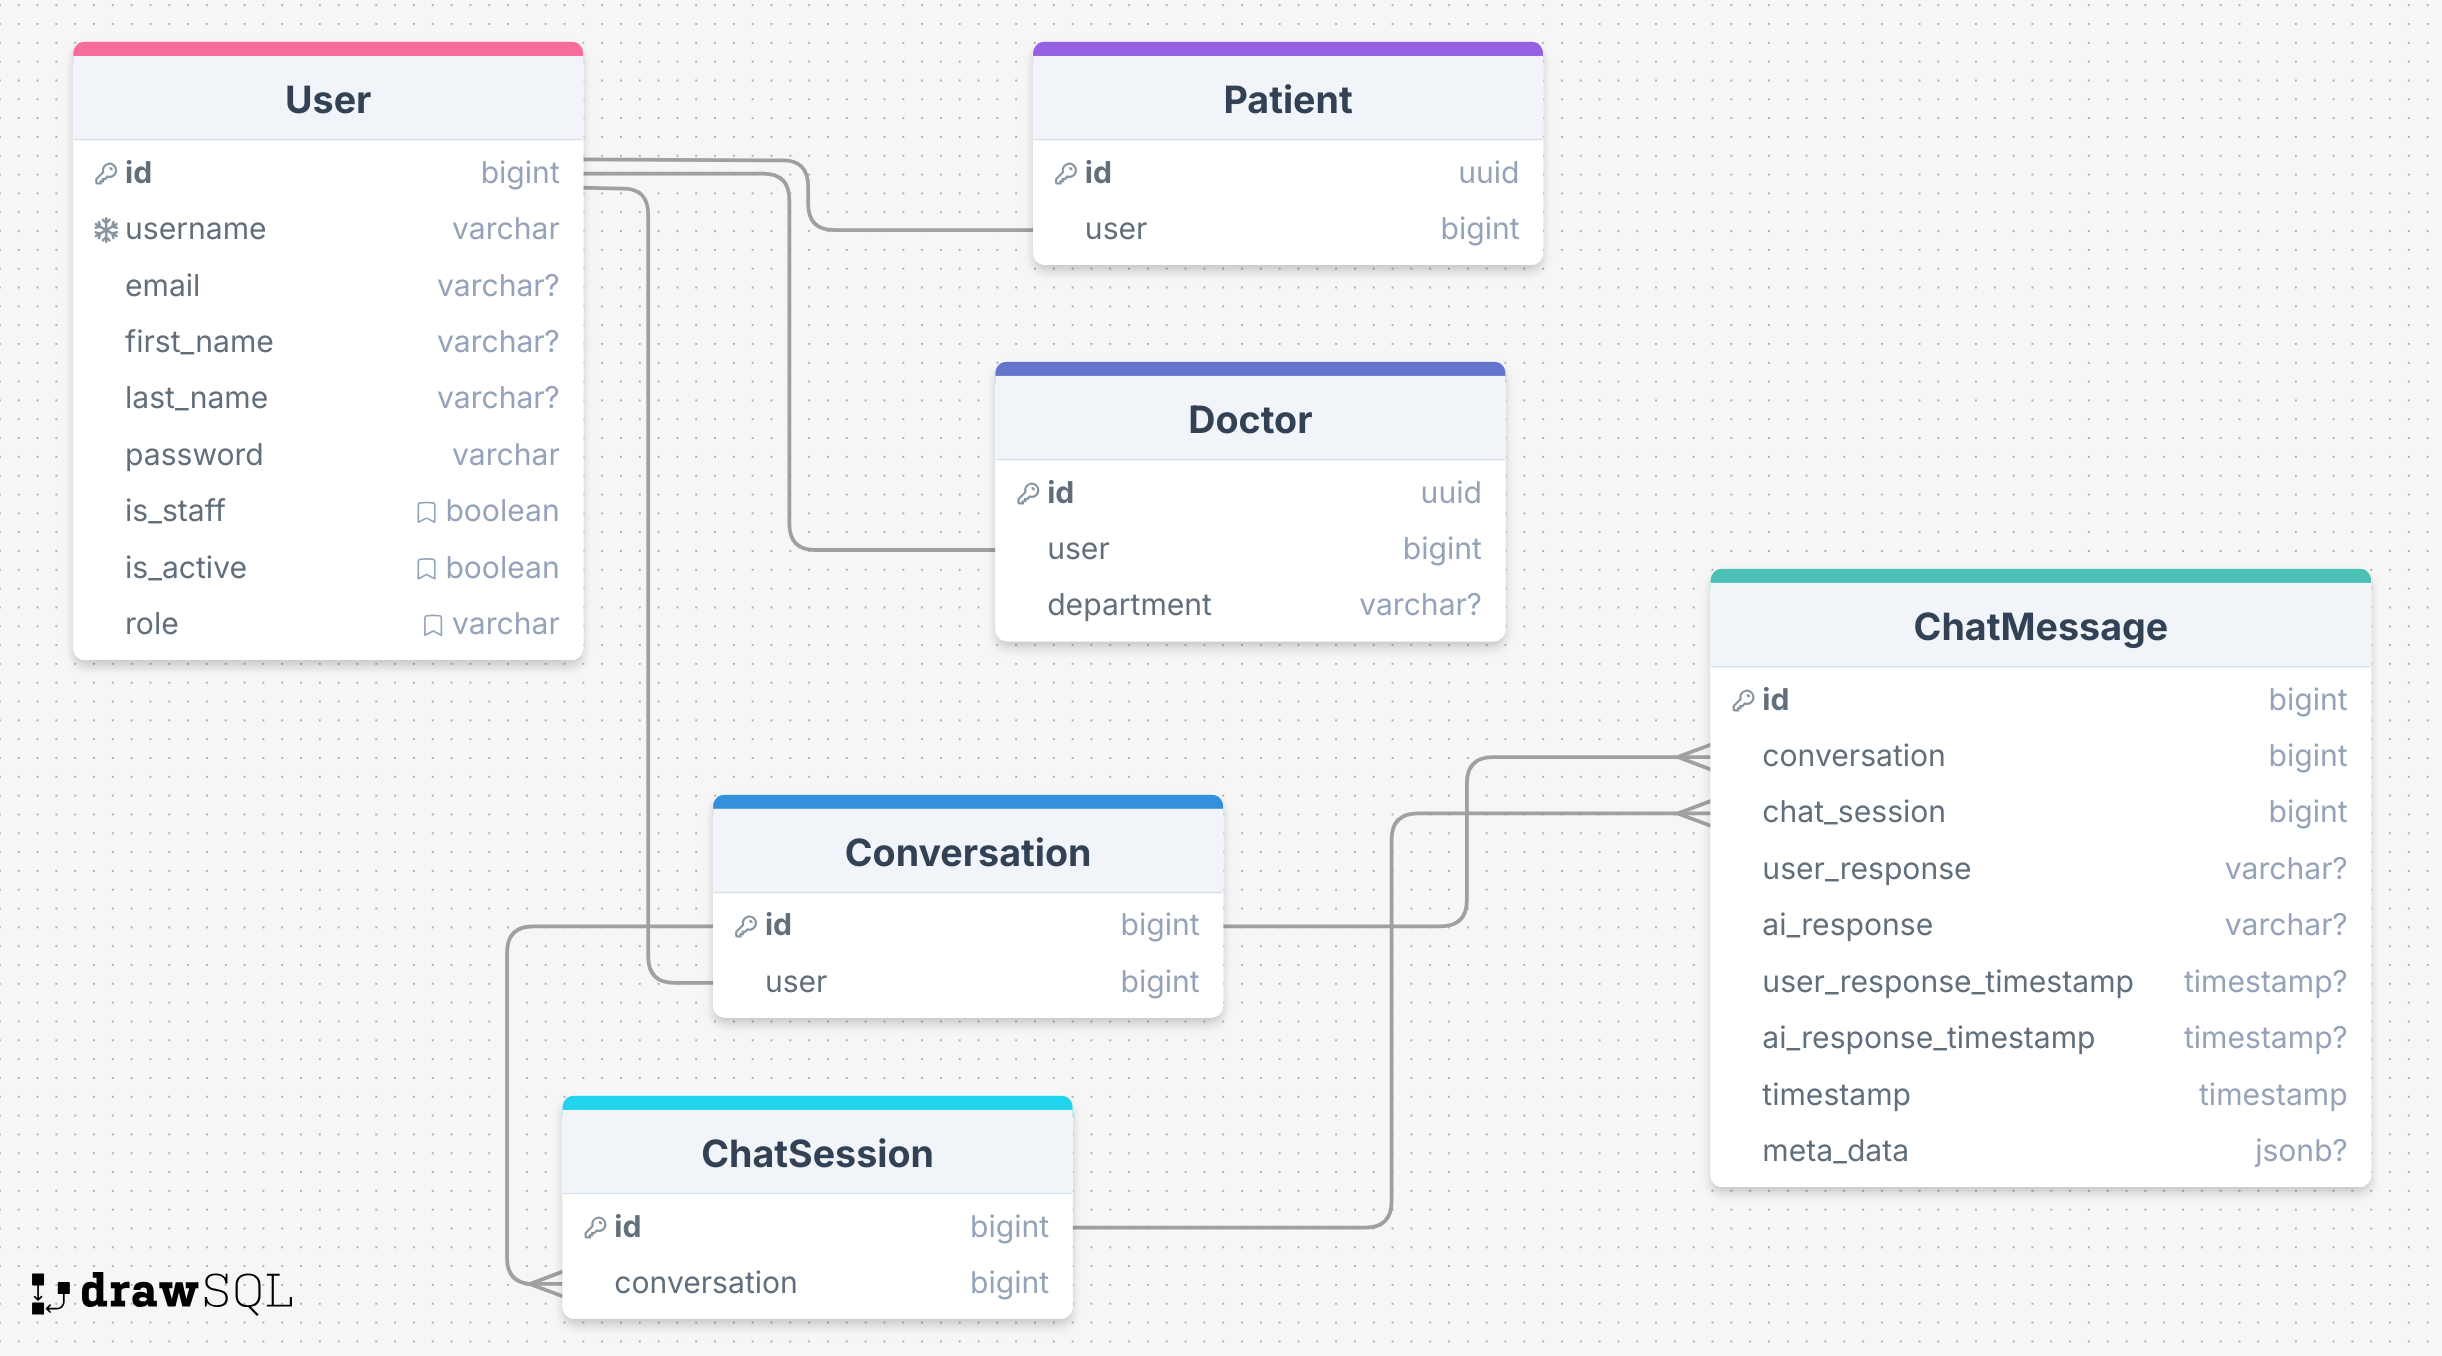 User
id bigint
username varchar
email varchar?
first_name varchar?
last_name varchar?
password varchar
is_staff boolean
is_active boolean
role varchar
Patient
id uuid
user bigint
Doctor
id uuid
user bigint
department varchar?
ChatMessage
id bigint
conversation bigint
chat_session bigint
user_response varchar?
ai_response varchar?
user_response_timestamp timestamp?
ai_response_timestamp timestamp?
timestamp timestamp
meta_data jsonb?
Conversation
id bigint
user bigint
ChatSession
id bigint
conversation bigint
drawSQL